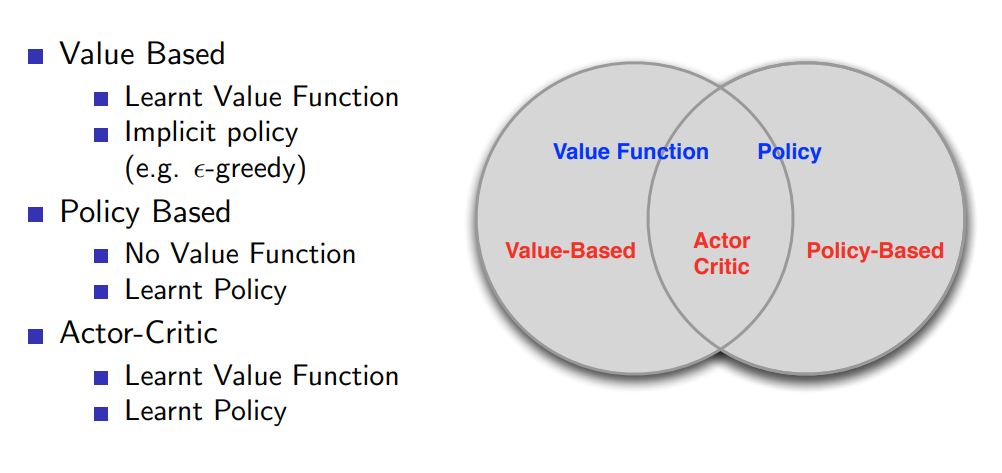 Value Based
Learnt Value Function
Implicit policy
(e.g. ϵ-greedy)
Policy Based
No Value Function
Learnt Policy
Actor-Critic
Learnt Value Function
Learnt Policy
Value Function
Policy
Value-Based
Actor
Critic
Policy-Based